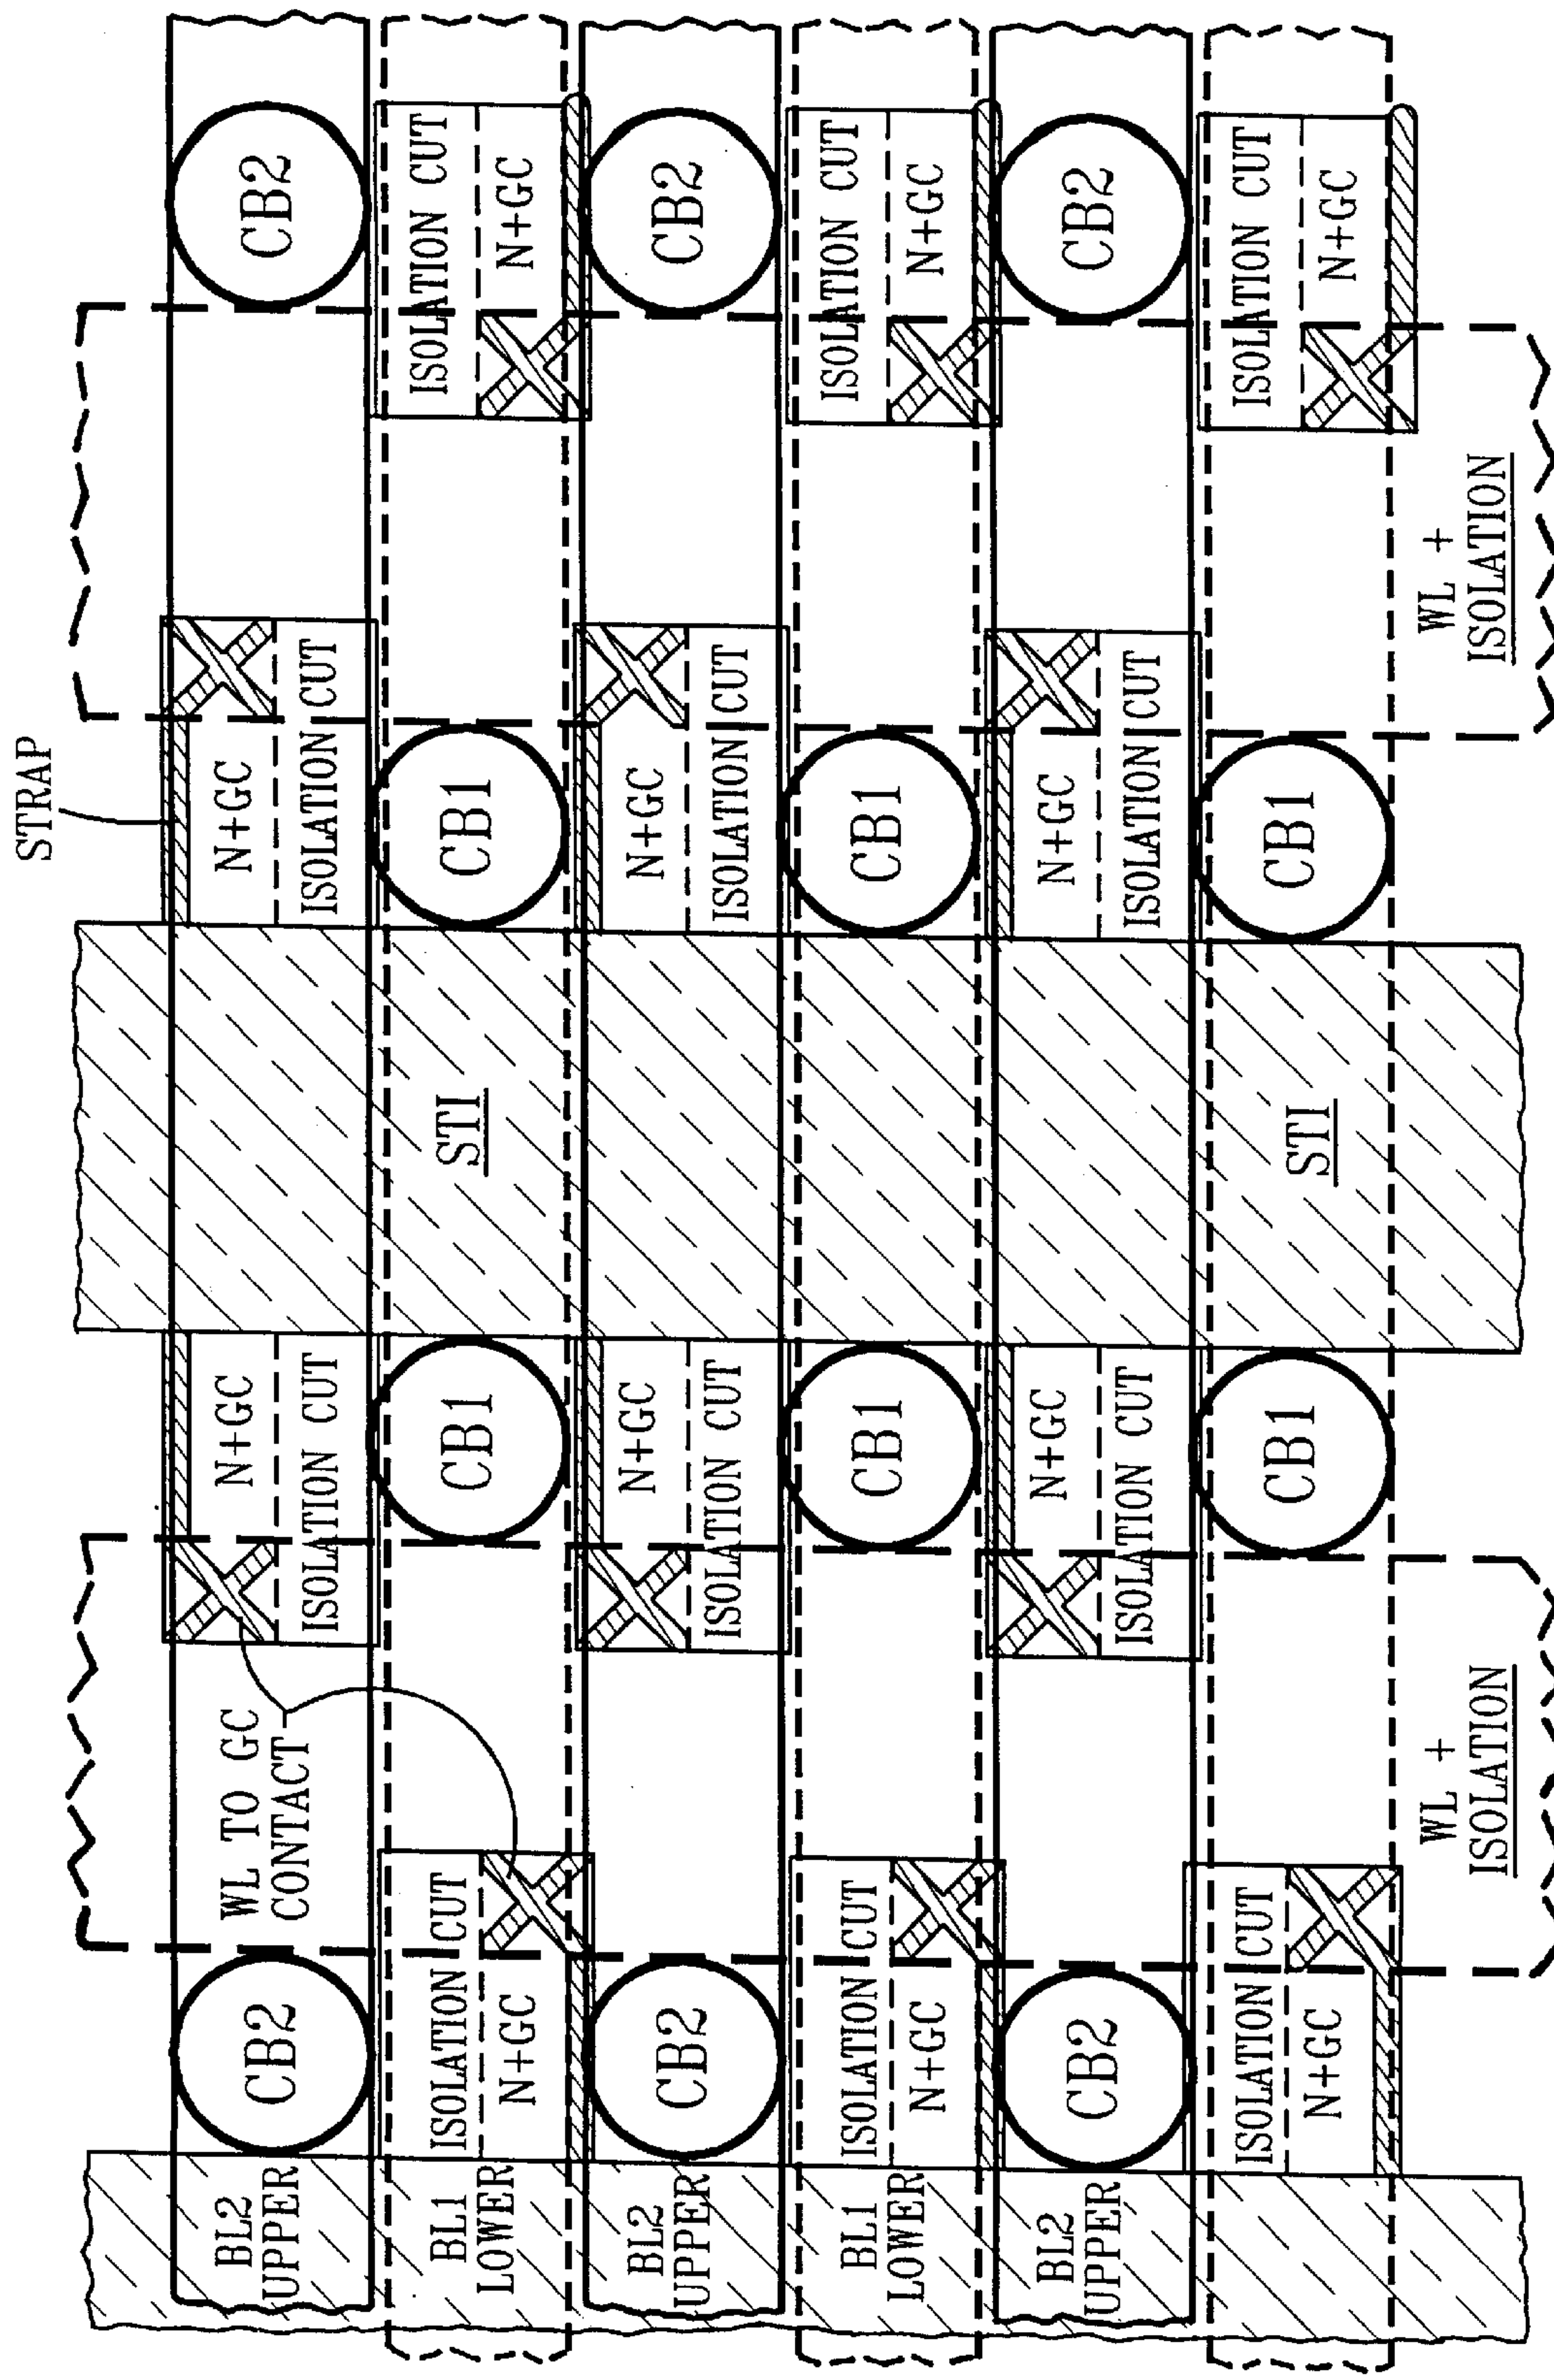 STRAP
BL2
UPPER
CB2
WL TO GC
CONTACT
N+GC
ISOLATION CUT
N+GC
ISOLATION CUT
CB2
BL1
LOWER
ISOLATION CUT
N+GC
CB1
STI
CB1
ISOLATION CUT
N+GC
BL2
UPPER
CB2
N+GC
ISOLATION CUT
N+GC
ISOLATION CUT
CB2
BL1
LOWER
ISOLATION CUT
N+GC
CB1
CB1
ISOLATION CUT
N+GC
BL2
UPPER
CB2
N+GC
ISOLATION CUT
N+GC
ISOLATION CUT
CB2
ISOLATION CUT
N+GC
CB1
STI
CB1
ISOLATION CUT
N+GC
WL +
ISOLATION
WL +
ISOLATION